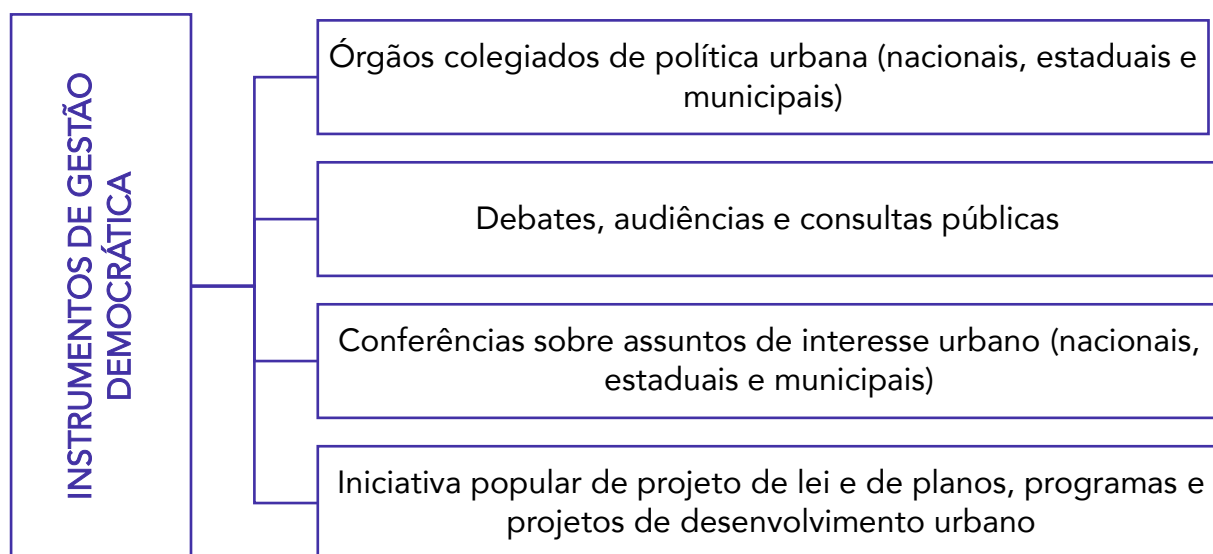 INSTRUMENTOS DE GESTÃO
DEMOCRÁTICA
Órgãos colegiados de política urbana (nacionais, estaduais e
municipais)
Debates, audiências e consultas públicas
Conferências sobre assuntos de interesse urbano (nacionais,
estaduais e municipais)
Iniciativa popular de projeto de lei e de planos, programas e
projetos de desenvolvimento urbano